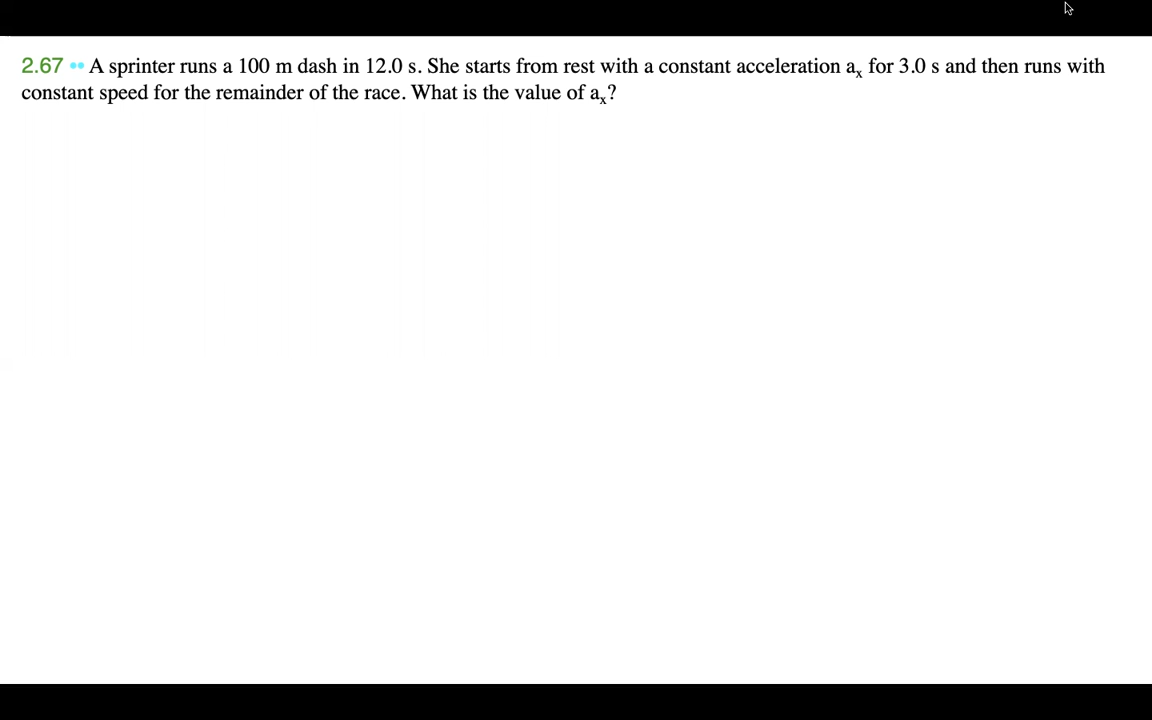 2.67 •• A sprinter runs a 100 m dash in 12.0 s. She starts from rest with a constant acceleration aₓ for 3.0 s and then runs with
constant speed for the remainder of the race. What is the value of aₓ?